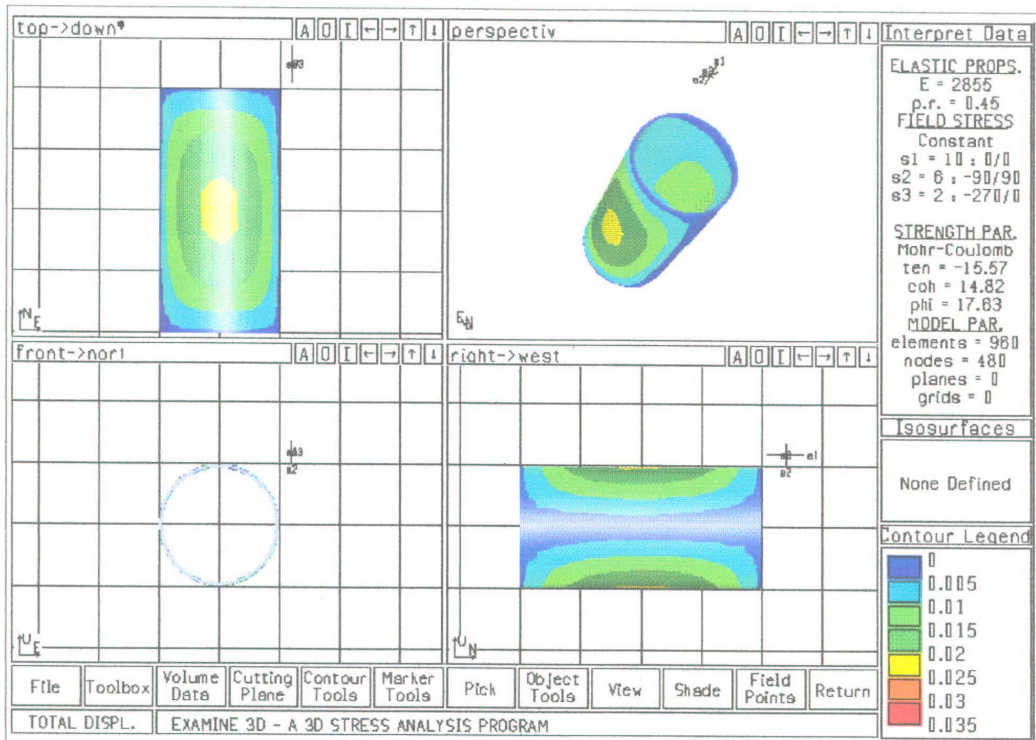 top->down*
A O I ← → ↑ ↓
perspectiv
A O I ← → ↑ ↓
Interpret Data
ELASTIC PROPS.
E = 2855
p.r. = 0.45
FIELD STRESS
Constant
s1 = 10 : 0/0
s2 = 6 : -90/90
s3 = 2 : -270/0
STRENGTH PAR.
Mohr-Coulomb
ten = -15.57
coh = 14.82
phi = 17.63
MODEL PAR.
elements = 960
nodes = 480
planes = 0
grids = 0
s1
N
E
front->nort
A O I ← → ↑ ↓
right->west
A O I ← → ↑ ↓
Isosurfaces
None Defined
s2
s1
s2
U
E
U
N
Contour Legend
0
0.005
0.01
0.015
0.02
0.025
0.03
0.035
File
Toolbox
Volume
Data
Cutting
Plane
Contour
Tools
Marker
Tools
Pick
Object
Tools
View
Shade
Field
Points
Return
TOTAL DISPL.
EXAMINE 3D - A 3D STRESS ANALYSIS PROGRAM